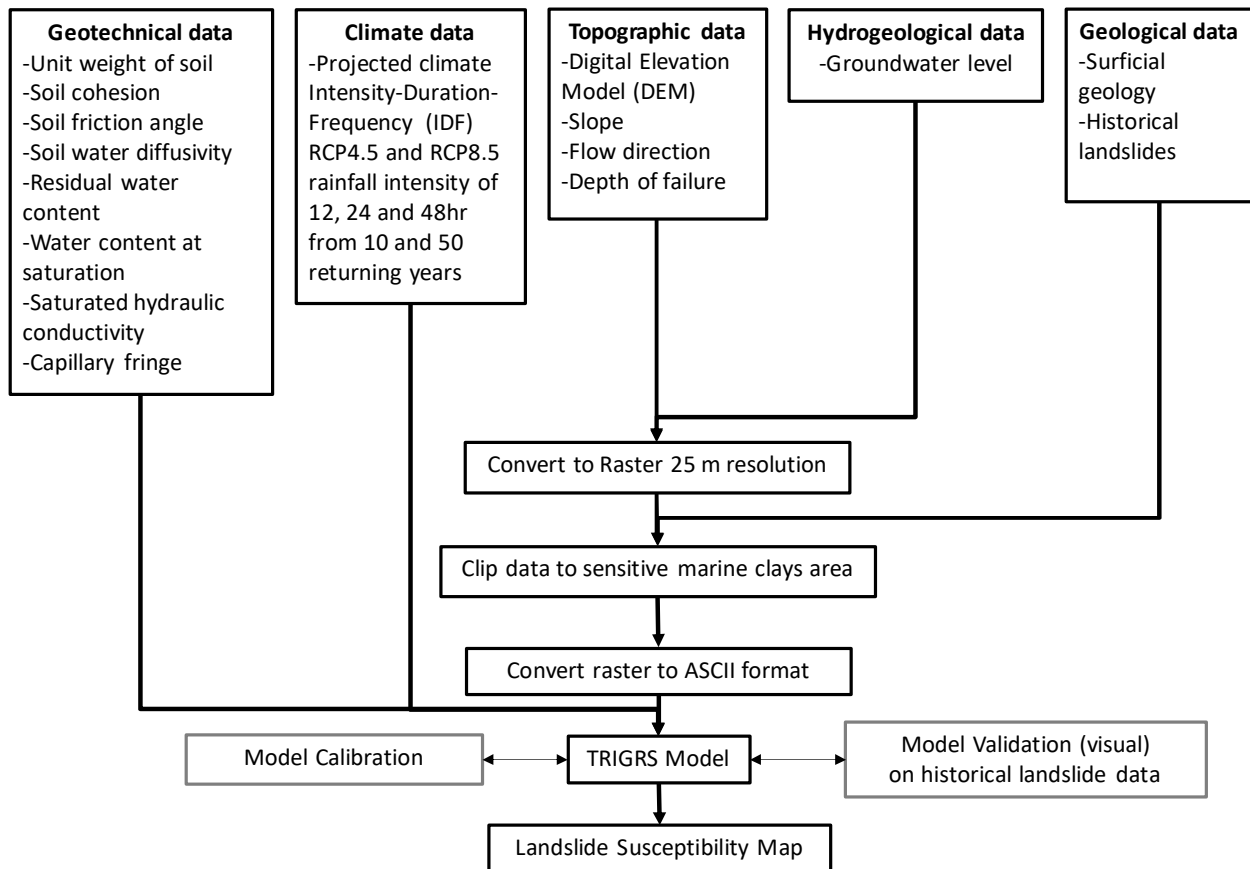 Geotechnical data
-Unit weight of soil
-Soil cohesion
-Soil friction angle
-Soil water diffusivity
-Residual water
content
-Water content at
saturation
-Saturated hydraulic
conductivity
-Capillary fringe
Climate data
-Projected climate
Intensity-Duration-
Frequency (IDF)
RCP4.5 and RCP8.5
rainfall intensity of
12, 24 and 48hr
from 10 and 50
returning years
Topographic data
-Digital Elevation
Model (DEM)
-Slope
-Flow direction
-Depth of failure
Hydrogeological data
-Groundwater level
Geological data
-Surficial
geology
-Historical
landslides
Convert to Raster 25 m resolution
Clip data to sensitive marine clays area
Convert raster to ASCII format
Model Calibration
TRIGRS Model
Model Validation (visual)
on historical landslide data
Landslide Susceptibility Map